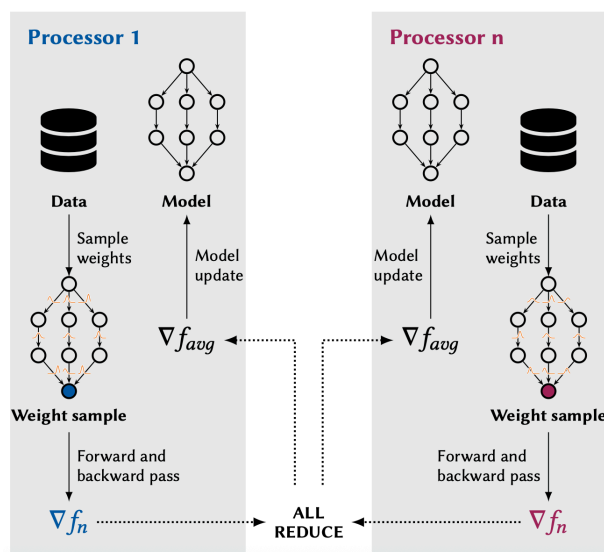 Processor 1
Data
Model
Sample
weights
Model
update
∇f_avg
Weight sample
Forward and
backward pass
∇f_n
ALL
REDUCE
Processor n
Model
Data
Model
update
Sample
weights
∇f_avg
Weight sample
Forward and
backward pass
∇f_n